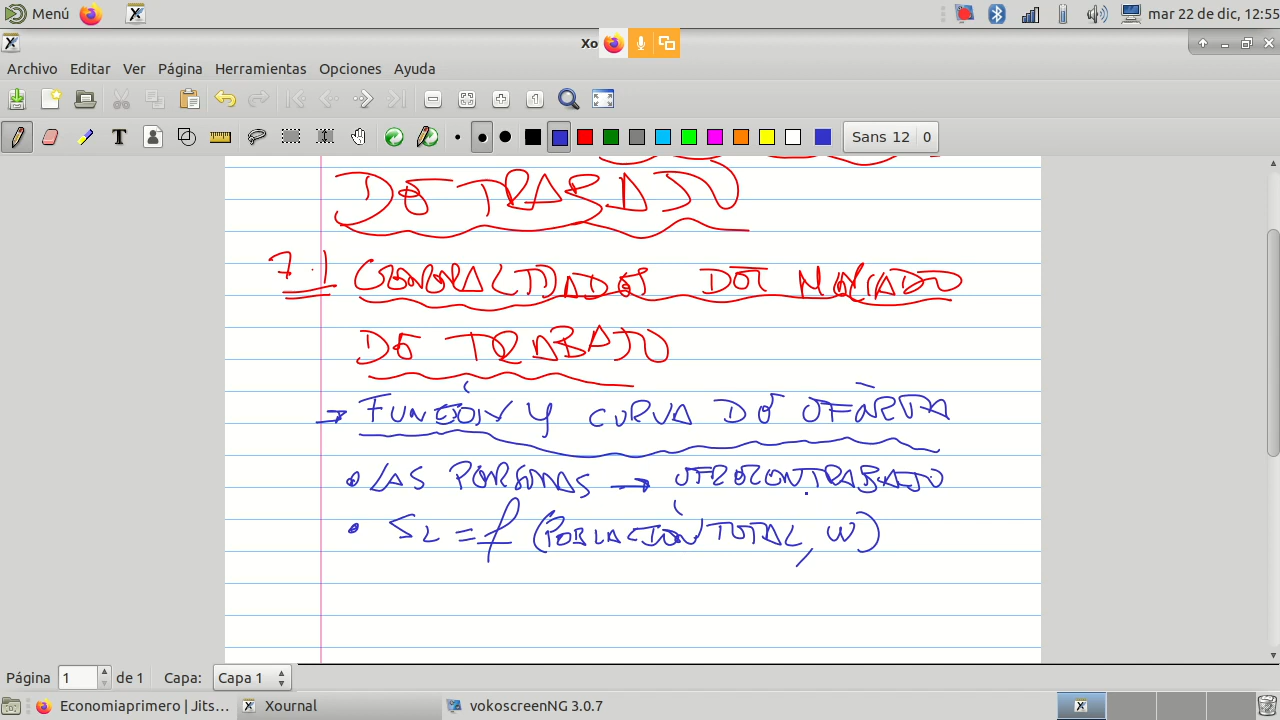 Menú mar 22 de dic, 12:55
Xo
Archivo Editar Ver Página Herramientas Opciones Ayuda
Sans 12 0
DE TRABAJO
7.1 GENERALIDADES DEL MERCADO
DE TRABAJO
→ FUNCIÓN Y CURVA DE OFERTA
• LAS PERSONAS → OFRECEN TRABAJO
• SL = f (POBLACIÓN TOTAL, W)
Página 1 de 1 Capa: Capa 1
Economiaprimero | Jits... Xournal vokoscreenNG 3.0.7